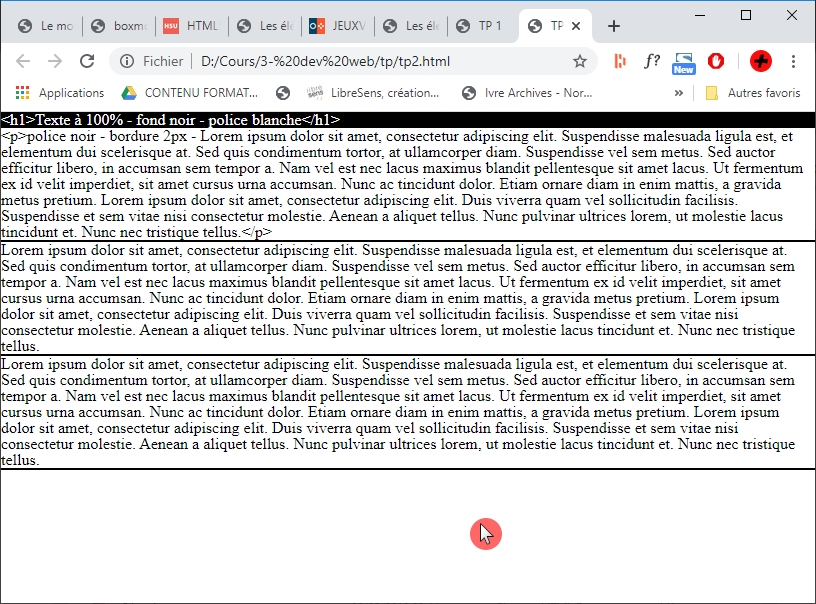 Le mo
boxmo
HSU HTML
Les éle
JEUXV
Les éle
TP 1
TP
Fichier D:/Cours/3-%20dev%20web/tp/tp2.html
f?
New
Applications
CONTENU FORMAT...
LibreSens, création...
Ivre Archives - Nor...
»
Autres favoris
<h1>Texte à 100% - fond noir - police blanche</h1>
<p>police noir - bordure 2px - Lorem ipsum dolor sit amet, consectetur adipiscing elit. Suspendisse malesuada ligula est, et
elementum dui scelerisque at. Sed quis condimentum tortor, at ullamcorper diam. Suspendisse vel sem metus. Sed auctor
efficitur libero, in accumsan sem tempor a. Nam vel est nec lacus maximus blandit pellentesque sit amet lacus. Ut fermentum
ex id velit imperdiet, sit amet cursus urna accumsan. Nunc ac tincidunt dolor. Etiam ornare diam in enim mattis, a gravida
metus pretium. Lorem ipsum dolor sit amet, consectetur adipiscing elit. Duis viverra quam vel sollicitudin facilisis.
Suspendisse et sem vitae nisi consectetur molestie. Aenean a aliquet tellus. Nunc pulvinar ultrices lorem, ut molestie lacus
tincidunt et. Nunc nec tristique tellus.</p>
Lorem ipsum dolor sit amet, consectetur adipiscing elit. Suspendisse malesuada ligula est, et elementum dui scelerisque at.
Sed quis condimentum tortor, at ullamcorper diam. Suspendisse vel sem metus. Sed auctor efficitur libero, in accumsan sem
tempor a. Nam vel est nec lacus maximus blandit pellentesque sit amet lacus. Ut fermentum ex id velit imperdiet, sit amet
cursus urna accumsan. Nunc ac tincidunt dolor. Etiam ornare diam in enim mattis, a gravida metus pretium. Lorem ipsum
dolor sit amet, consectetur adipiscing elit. Duis viverra quam vel sollicitudin facilisis. Suspendisse et sem vitae nisi
consectetur molestie. Aenean a aliquet tellus. Nunc pulvinar ultrices lorem, ut molestie lacus tincidunt et. Nunc nec tristique
tellus.
Lorem ipsum dolor sit amet, consectetur adipiscing elit. Suspendisse malesuada ligula est, et elementum dui scelerisque at.
Sed quis condimentum tortor, at ullamcorper diam. Suspendisse vel sem metus. Sed auctor efficitur libero, in accumsan sem
tempor a. Nam vel est nec lacus maximus blandit pellentesque sit amet lacus. Ut fermentum ex id velit imperdiet, sit amet
cursus urna accumsan. Nunc ac tincidunt dolor. Etiam ornare diam in enim mattis, a gravida metus pretium. Lorem ipsum
dolor sit amet, consectetur adipiscing elit. Duis viverra quam vel sollicitudin facilisis. Suspendisse et sem vitae nisi
consectetur molestie. Aenean a aliquet tellus. Nunc pulvinar ultrices lorem, ut molestie lacus tincidunt et. Nunc nec tristique
tellus.